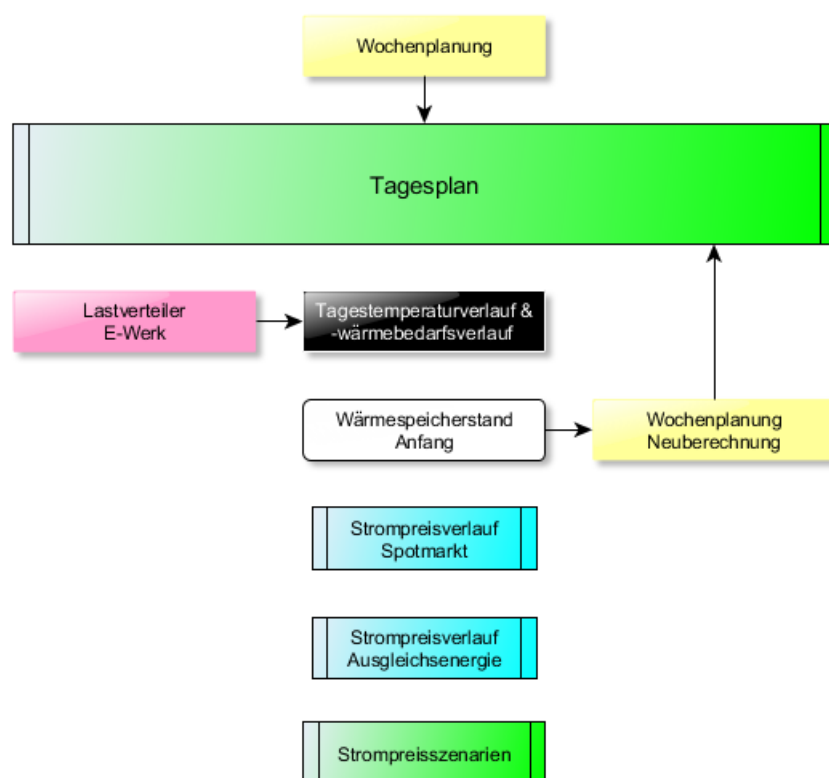 Wochenplanung
Tagesplan
Lastverteiler
E-Werk
Tagestemperaturverlauf &
-wärmebedarfsverlauf
Wärmespeicherstand
Anfang
Wochenplanung
Neuberechnung
Strompreisverlauf
Spotmarkt
Strompreisverlauf
Ausgleichsenergie
Strompreisszenarien